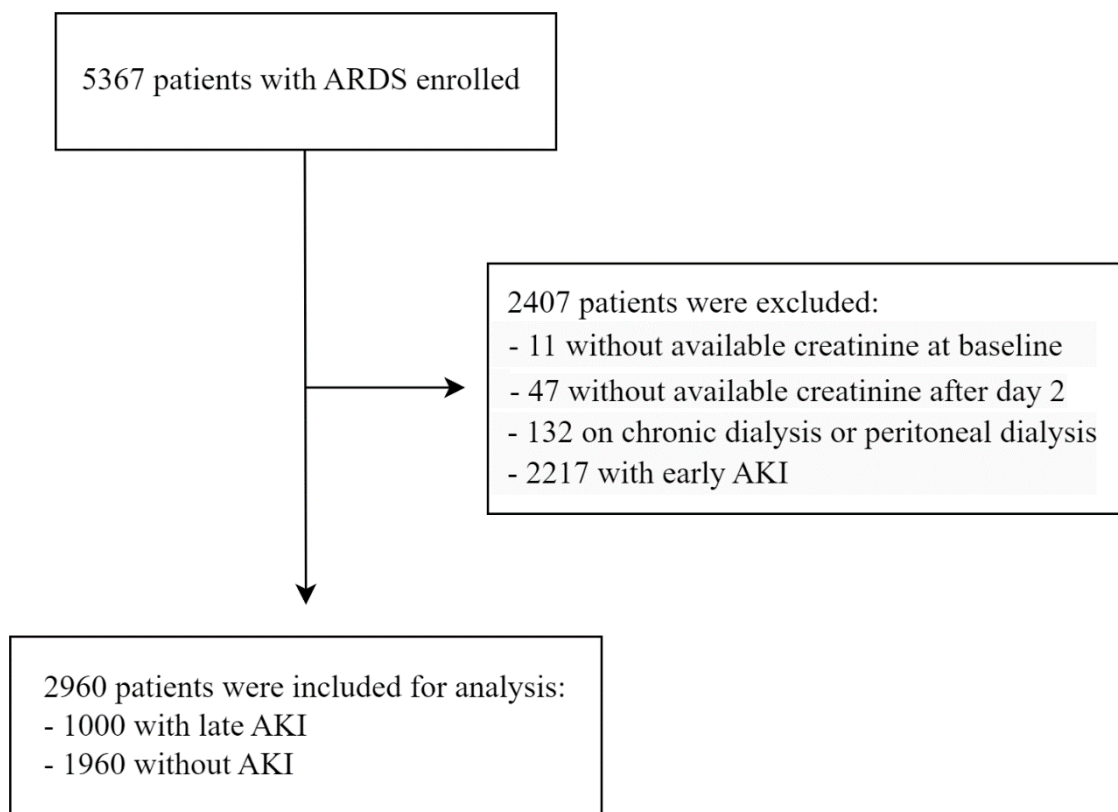 5367 patients with ARDS enrolled
2407 patients were excluded:
- 11 without available creatinine at baseline
- 47 without available creatinine after day 2
- 132 on chronic dialysis or peritoneal dialysis
- 2217 with early AKI
2960 patients were included for analysis:
- 1000 with late AKI
- 1960 without AKI